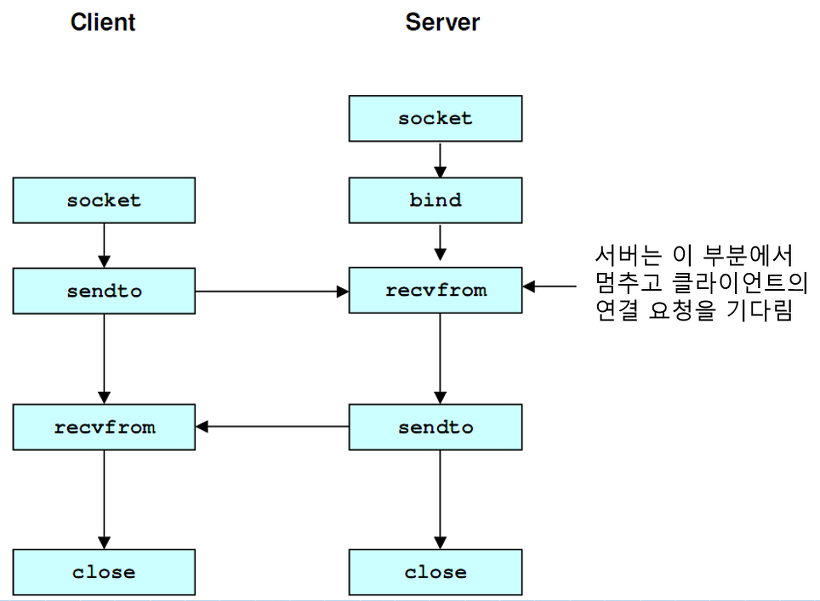 Client
Server
socket
socket
bind
서버는 이 부분에서
멈추고 클라이언트의
연결 요청을 기다림
sendto
recvfrom
recvfrom
sendto
close
close